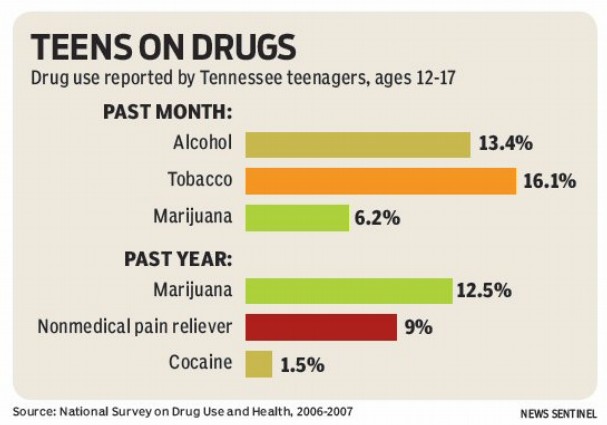 TEENS ON DRUGS
Drug use reported by Tennessee teenagers, ages 12-17
PAST MONTH:
Alcohol 13.4%
Tobacco 16.1%
Marijuana 6.2%
PAST YEAR:
Marijuana 12.5%
Nonmedical pain reliever 9%
Cocaine 1.5%
Source: National Survey on Drug Use and Health, 2006-2007 NEWS SENTINEL